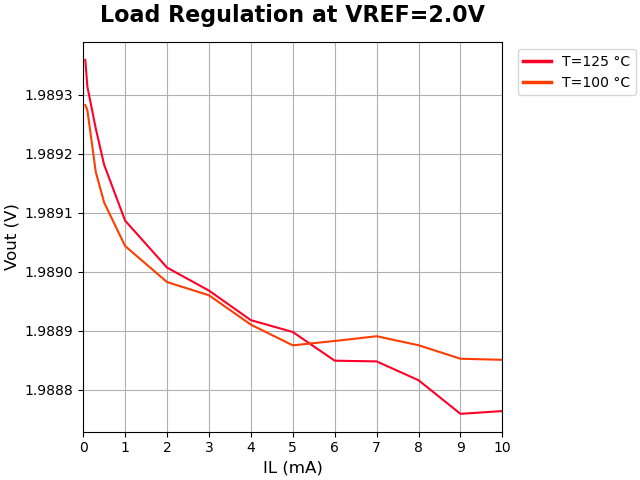 Load Regulation at VREF=2.0V
T=125 °C
T=100 °C
Vout (V)
1.9893
1.9892
1.9891
1.9890
1.9889
1.9888
0 1 2 3 4 5 6 7 8 9 10
IL (mA)